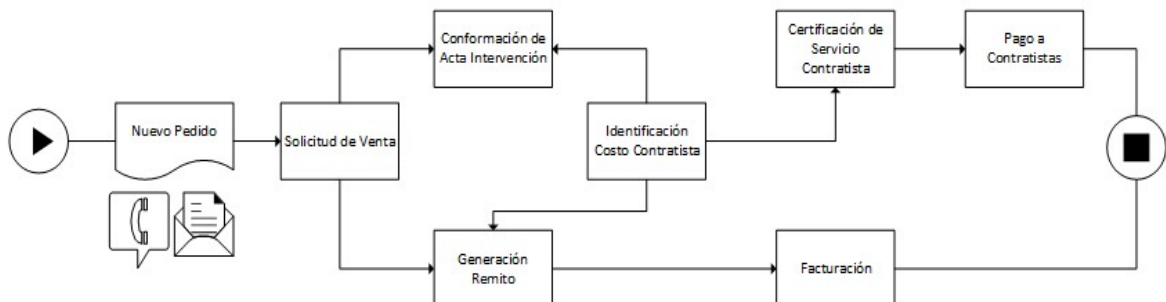 Nuevo Pedido
Solicitud de Venta
Conformación de
Acta Intervención
Identificación
Costo Contratista
Certificación de
Servicio
Contratista
Pago a
Contratistas
Generación
Remito
Facturación